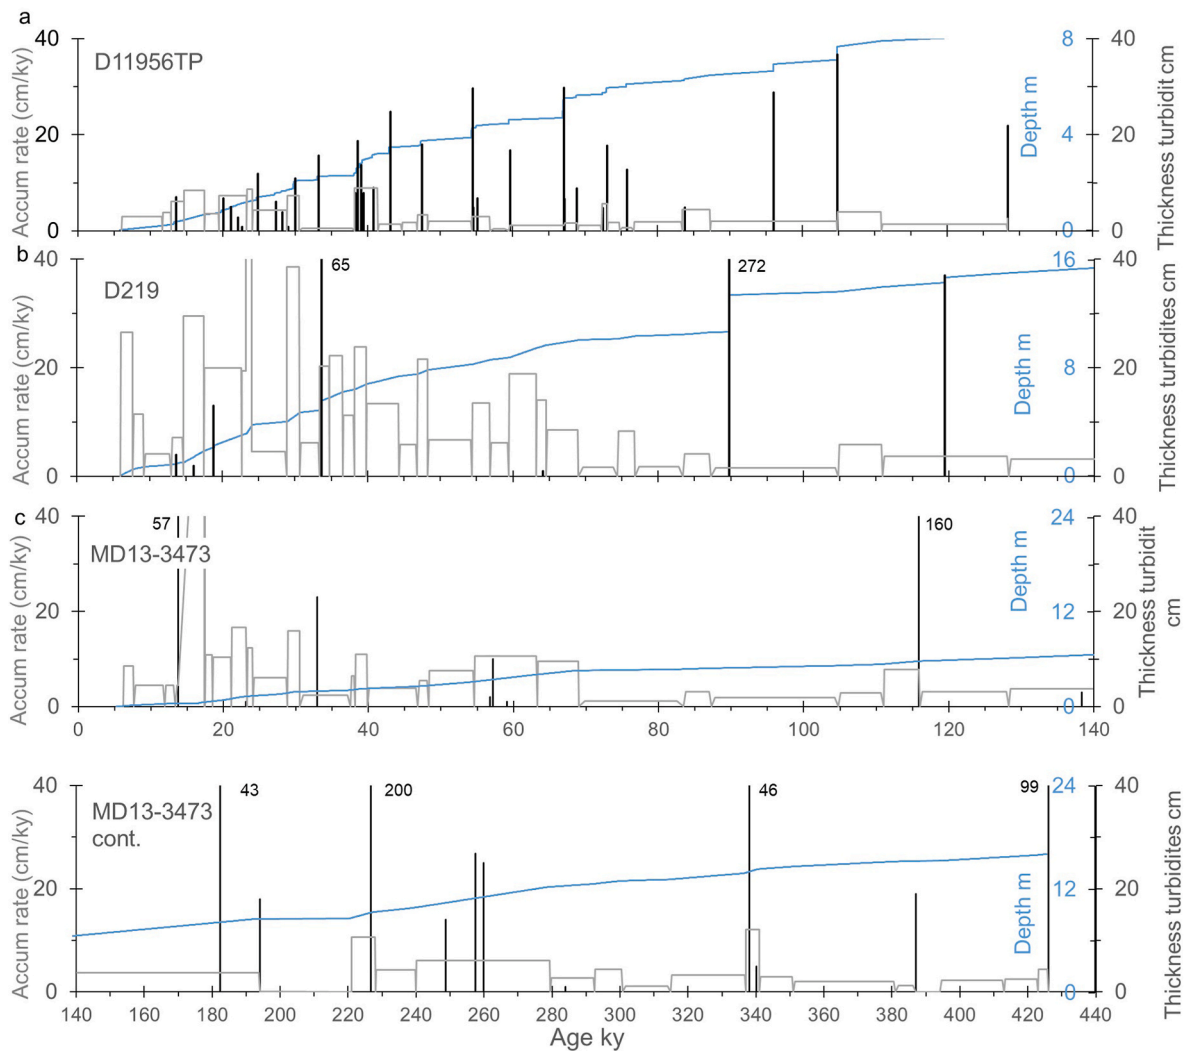 a
D11956TP
Accum rate (cm/ky)
40
20
0
8
4
0
Depth m
40
20
0
Thickness turbidit cm
b
D219
65
272
Accum rate (cm/ky)
40
20
0
16
8
0
Depth m
40
20
0
Thickness turbidites cm
c
MD13-3473
57
160
Accum rate (cm/ky)
40
20
0
24
12
0
Depth m
40
20
0
Thickness turbidit
cm
0 20 40 60 80 100 120 140
MD13-3473
cont.
43
200
46
99
Accum rate (cm/ky)
40
20
0
24
12
0
Depth m
40
20
0
Thickness turbidites cm
140 160 180 200 220 240 260 280 300 320 340 360 380 400 420 440
Age ky